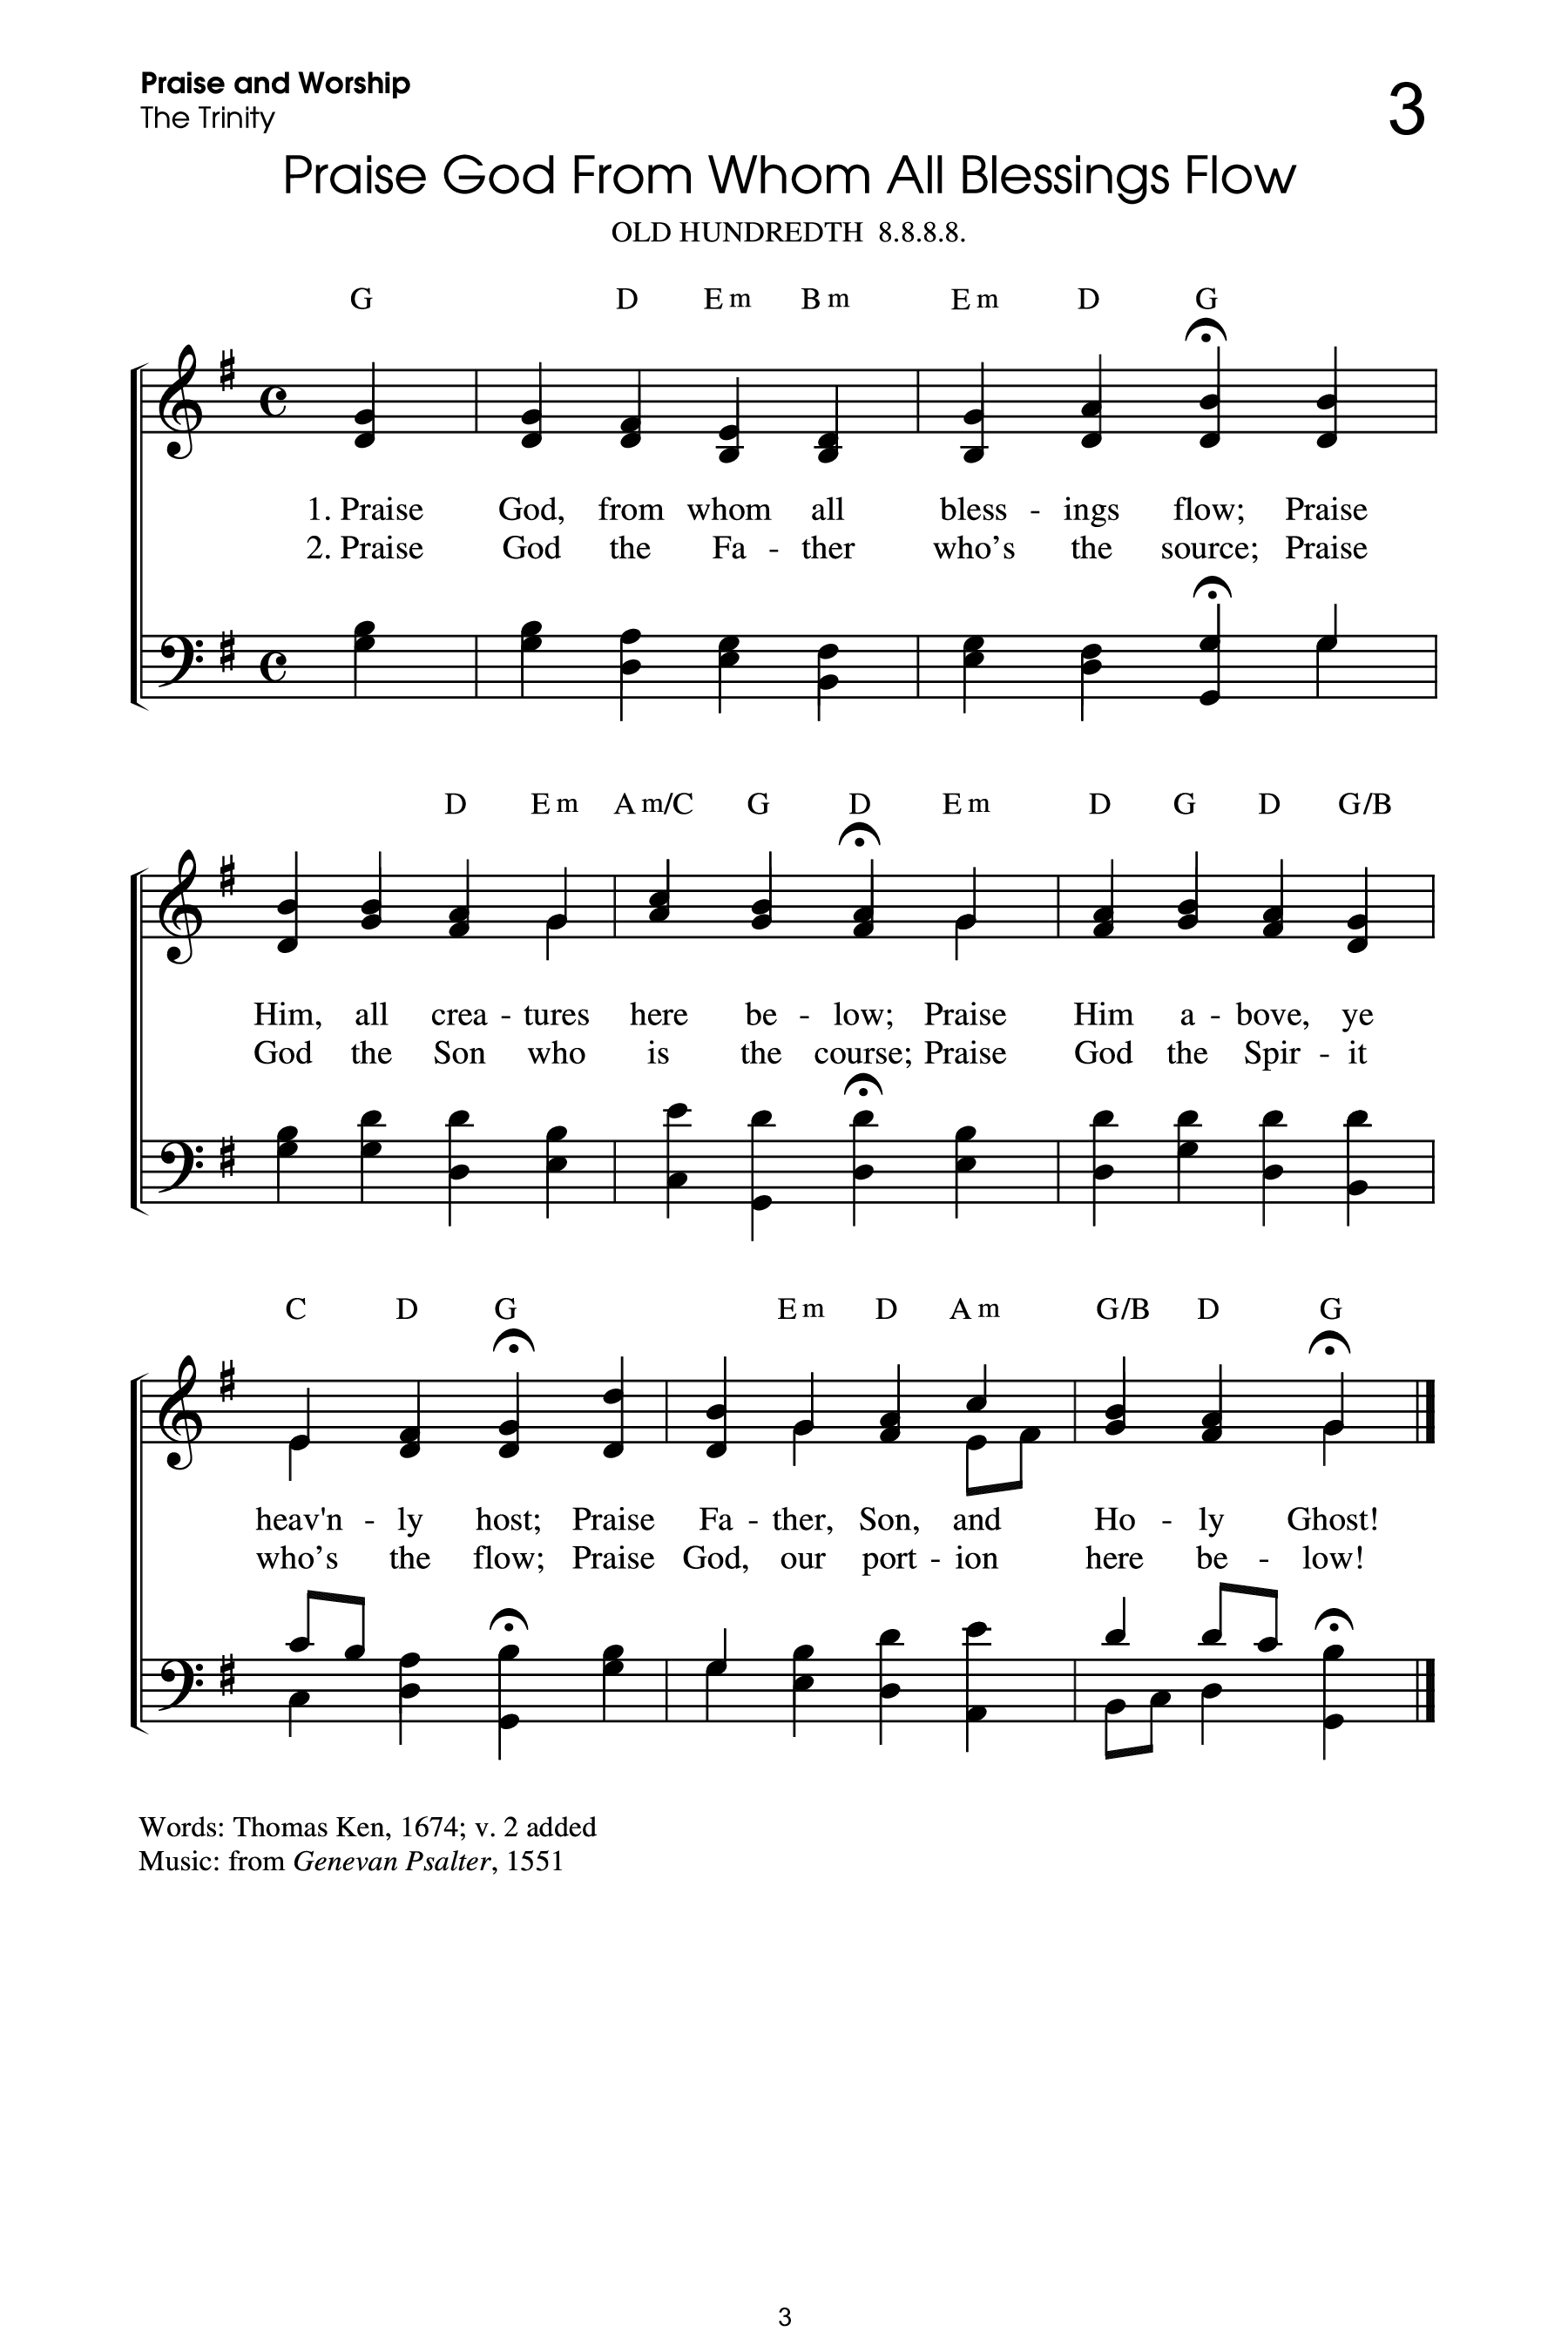 Praise and Worship
The Trinity
3
Praise God From Whom All Blessings Flow
OLD HUNDREDTH 8.8.8.8.
G D Em Bm Em D G
1. Praise God, from whom all bless - ings flow; Praise
2. Praise God the Fa - ther who's the source; Praise
D Em Am/C G D Em D G D G/B
Him, all crea - tures here be - low; Praise Him a - bove, ye
God the Son who is the course; Praise God the Spir - it
C D G Em D Am G/B D G
heav'n - ly host; Praise Fa - ther, Son, and Ho - ly Ghost!
who's the flow; Praise God, our port - ion here be - low!
Words: Thomas Ken, 1674; v. 2 added
Music: from Genevan Psalter, 1551
3